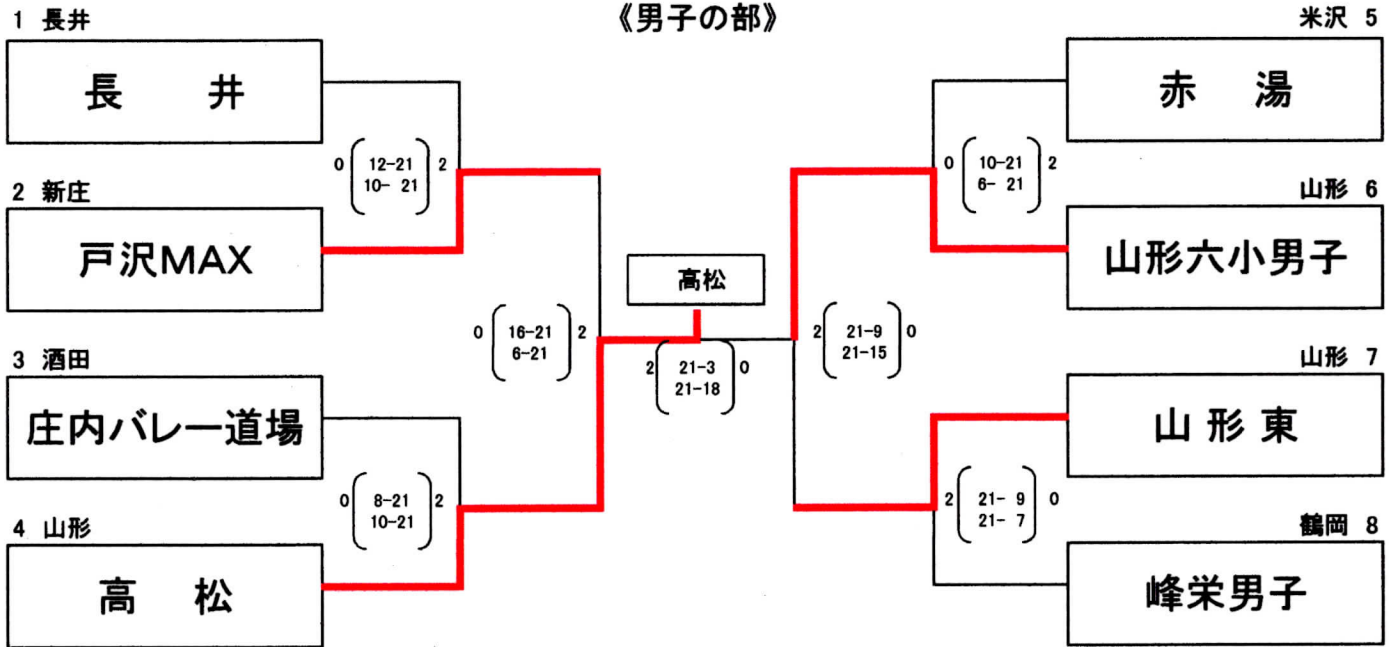 《男子の部》
1 長井
長 井
0 12-21 2
10- 21
2 新庄
戸沢MAX
0 16-21 2
6-21
3 酒田
庄内バレー道場
0 8-21 2
10-21
4 山形
高 松
高松
2 21-3 0
21-18
米沢 5
赤 湯
0 10-21 2
6- 21
山形 6
山形六小男子
2 21-9 0
21-15
山形 7
山 形 東
2 21- 9 0
21- 7
鶴岡 8
峰栄男子